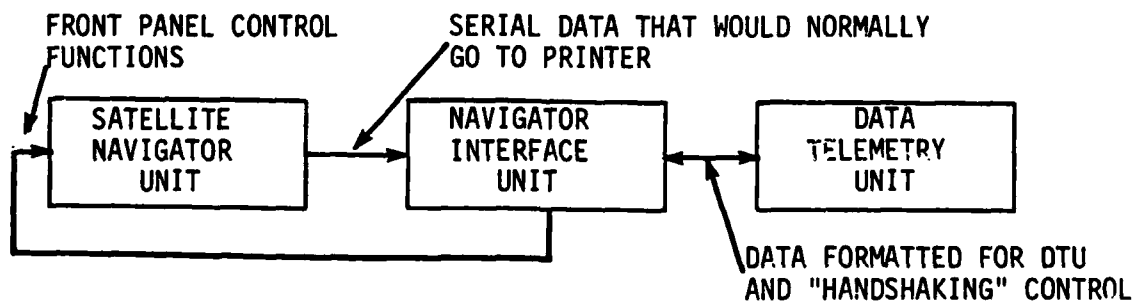 FRONT PANEL CONTROL
FUNCTIONS
SERIAL DATA THAT WOULD NORMALLY
GO TO PRINTER
SATELLITE
NAVIGATOR
UNIT
NAVIGATOR
INTERFACE
UNIT
DATA
TELEMETRY
UNIT
DATA FORMATTED FOR DTU
AND "HANDSHAKING" CONTROL